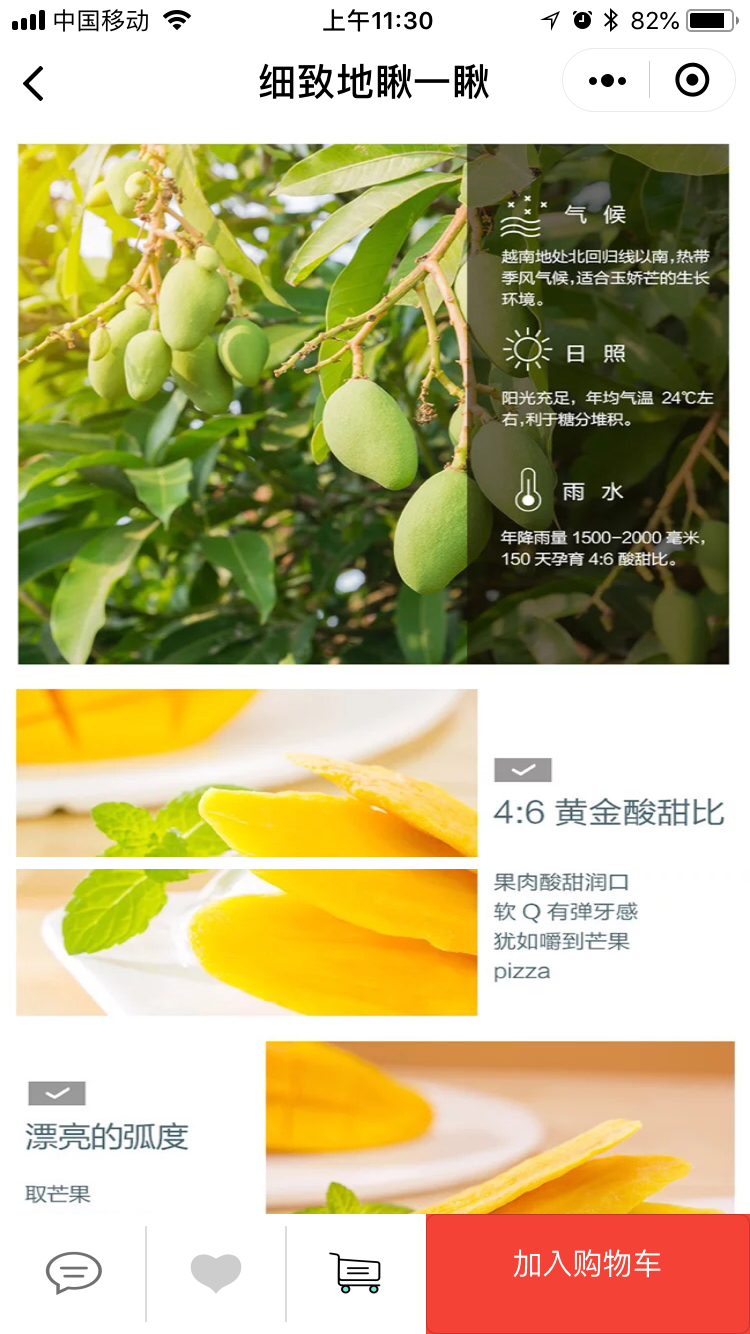 中国移动
上午11:30
82%
细致地瞅一瞅
气候
越南地处北回归线以南,热带
季风气候,适合玉娇芒的生长
环境。
日照
阳光充足，年均气温 24℃左
右,利于糖分堆积。
雨水
年降雨量 1500-2000 毫米，
150 天孕育 4:6 酸甜比。
4:6 黄金酸甜比
果肉酸甜润口
软 Q 有弹牙感
犹如嚼到芒果
pizza
漂亮的弧度
取芒果
加入购物车